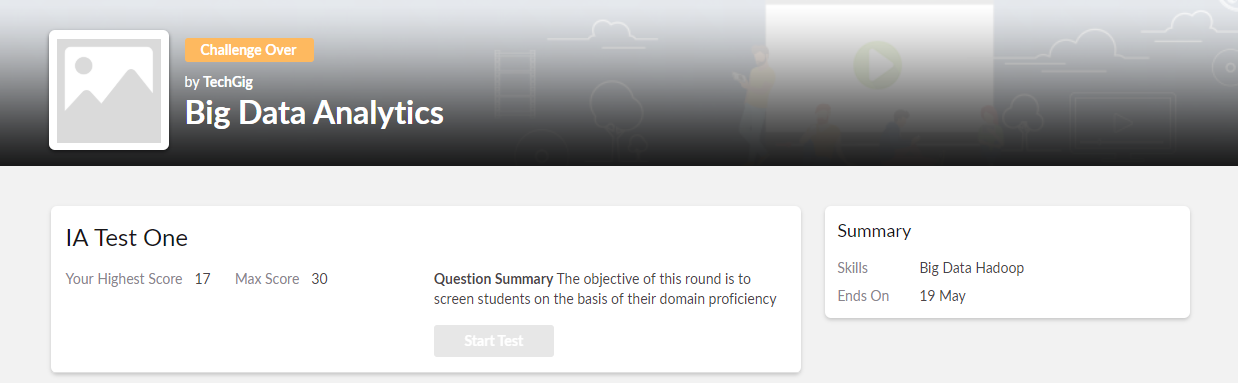 Challenge Over
by TechGig
Big Data Analytics
IA Test One
Your Highest Score 17 Max Score 30
Question Summary The objective of this round is to
screen students on the basis of their domain proficiency
Start Test
Summary
Skills Big Data Hadoop
Ends On 19 May